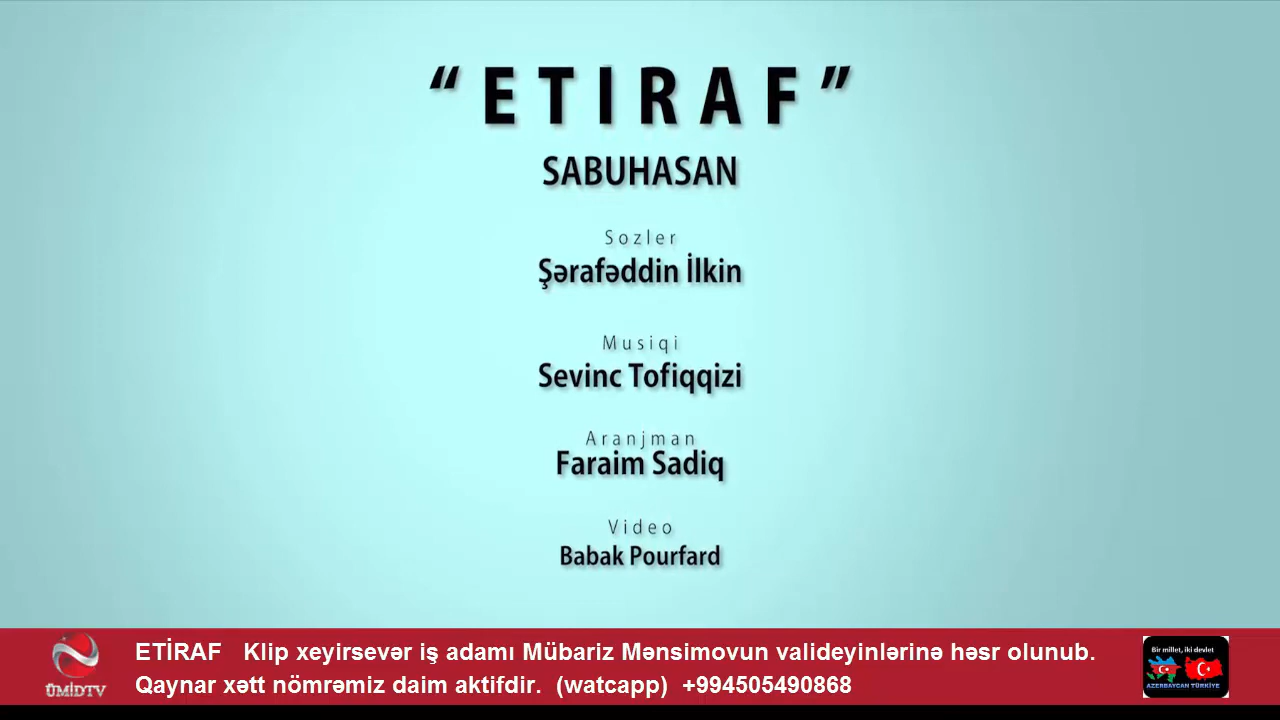 “ETIRAF”
SABUHASAN
Sozler
Şərafəddin İlkin
Musiqi
Sevinc Tofiqqizi
Aranjman
Faraim Sadiq
Video
Babak Pourfard
ETİRAF Klip xeyirsevər iş adamı Mübariz Mənsimovun valideyinlərinə həsr olunub.
Qaynar xətt nömrəmiz daim aktifdir. (watcapp) +994505490868
ÜMİDTV
Bir millet, iki devlet
AZERBAYCAN TÜRKİYE